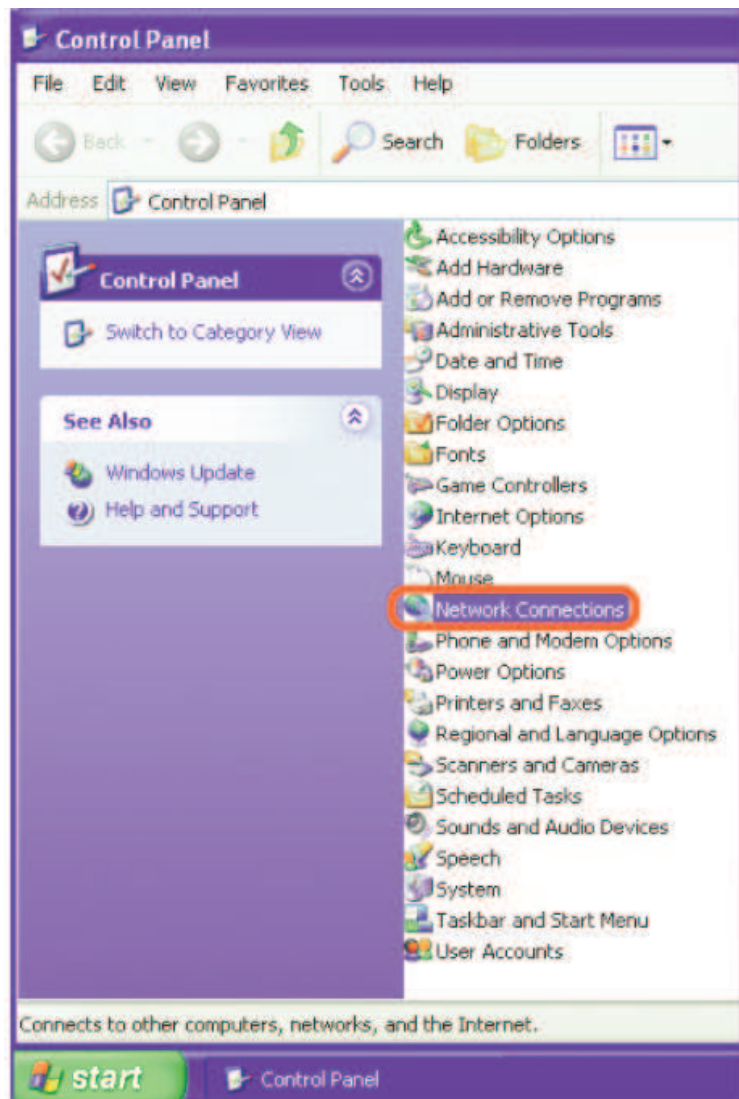 Control Panel
File Edit View Favorites Tools Help
Back Search Folders
Address Control Panel
Control Panel
Switch to Category View
See Also
Windows Update
Help and Support
Accessibility Options
Add Hardware
Add or Remove Programs
Administrative Tools
Date and Time
Display
Folder Options
Fonts
Game Controllers
Internet Options
Keyboard
Mouse
Network Connections
Phone and Modem Options
Power Options
Printers and Faxes
Regional and Language Options
Scanners and Cameras
Scheduled Tasks
Sounds and Audio Devices
Speech
System
Taskbar and Start Menu
User Accounts
Connects to other computers, networks, and the Internet.
start Control Panel